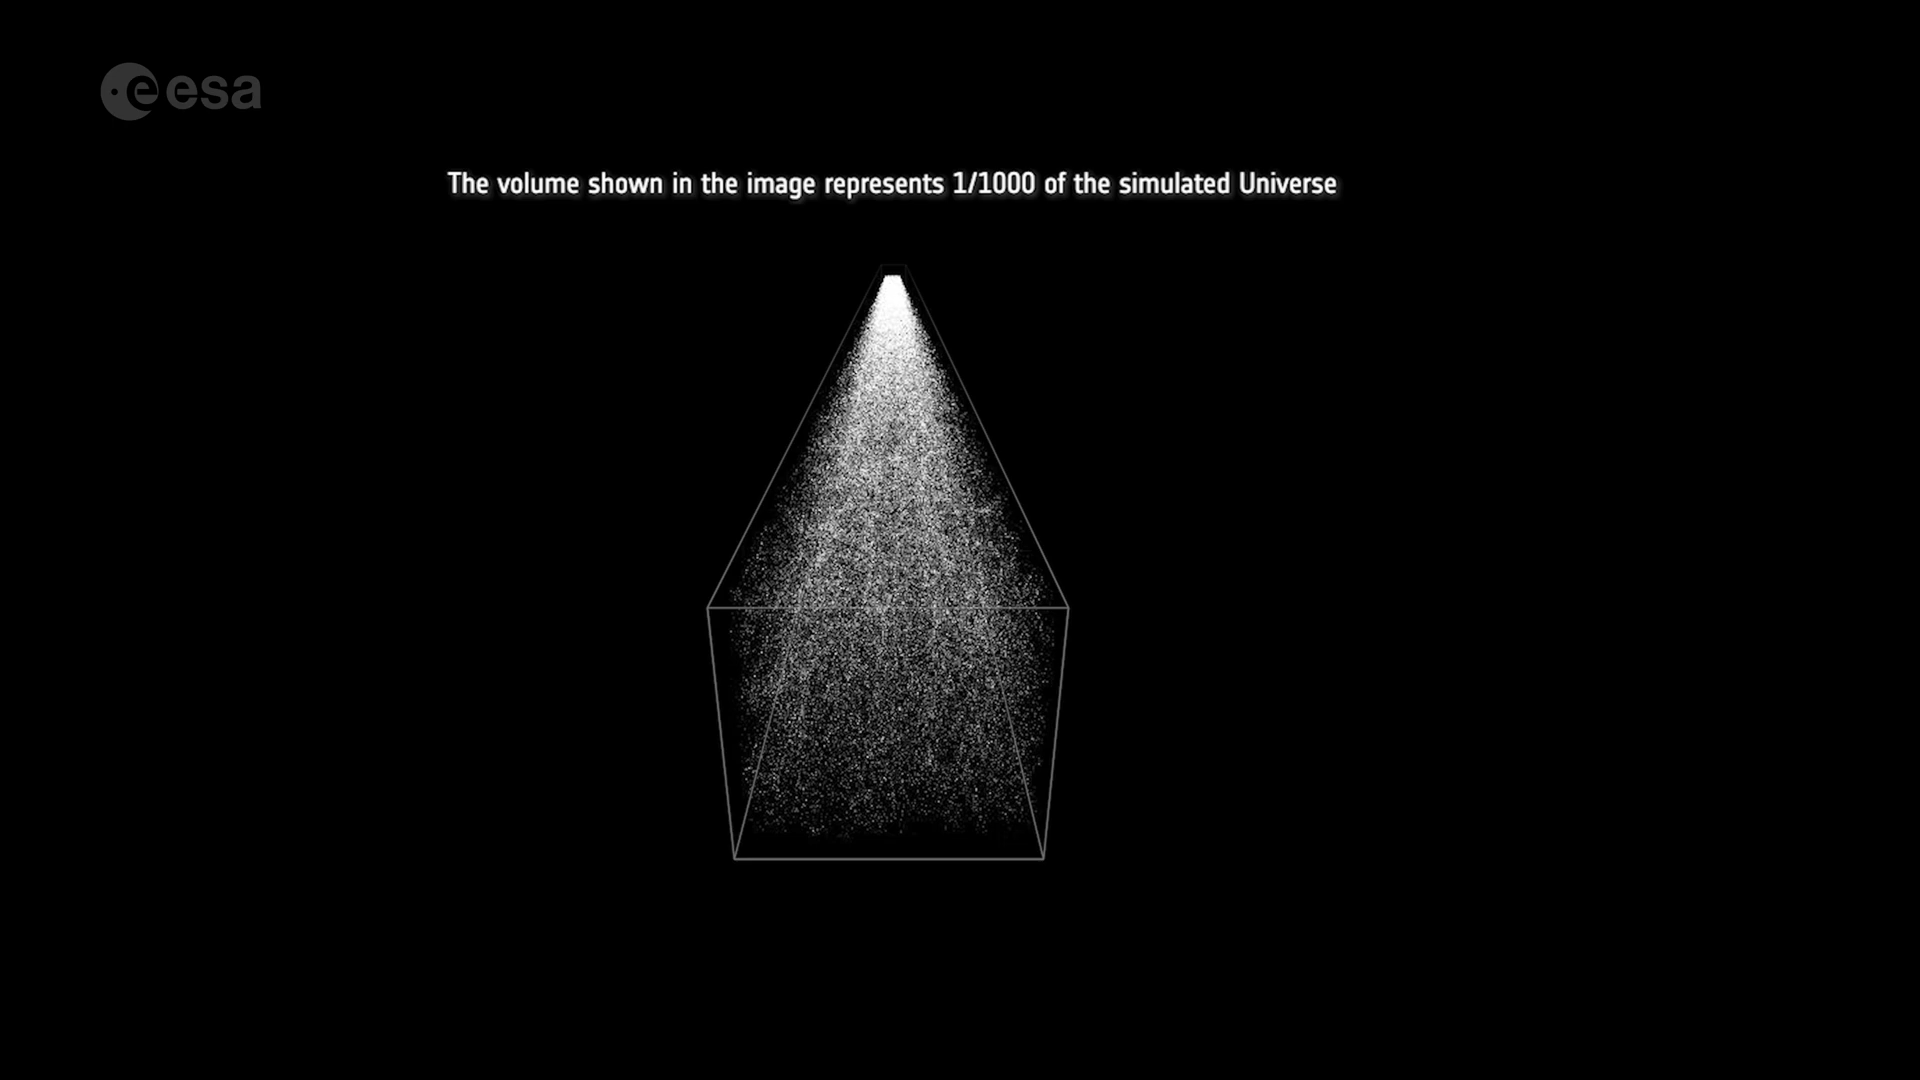 esa
The volume shown in the image represents 1/1000 of the simulated Universe